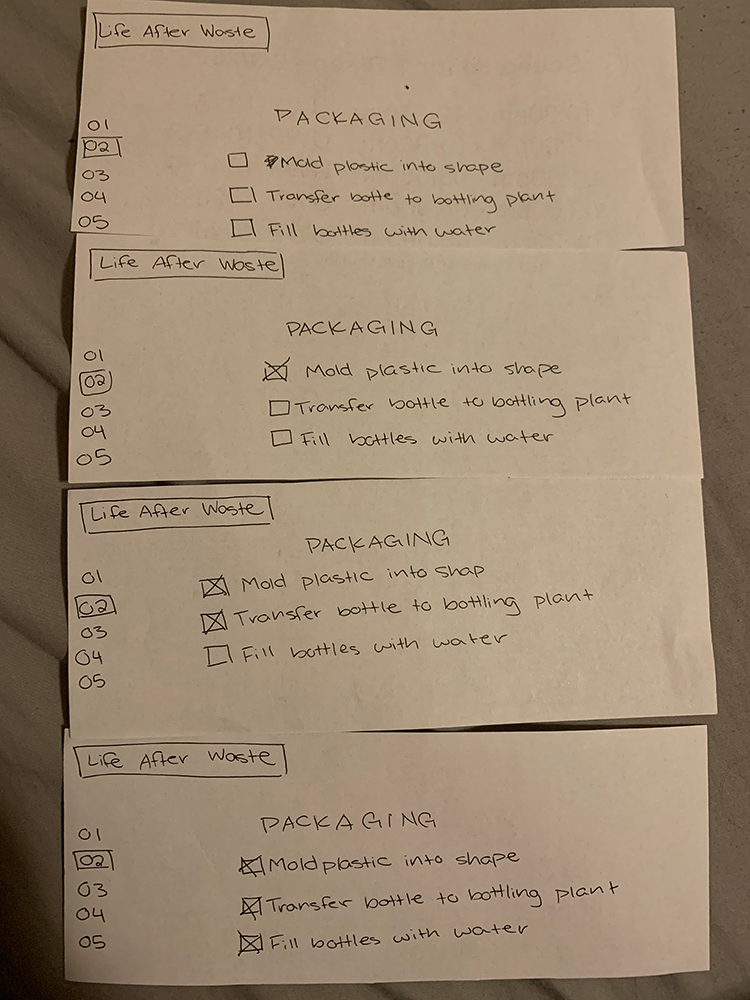 Life After Waste
PACKAGING
01
02
03
04
05
Mold plastic into shape
Transfer bottle to bottling plant
Fill bottles with water
Life After Waste
PACKAGING
01
02
03
04
05
Mold plastic into shape
Transfer bottle to bottling plant
Fill bottles with water
Life After Waste
PACKAGING
01
02
03
04
05
Mold plastic into shap
Transfer bottle to bottling plant
Fill bottles with water
Life After Waste
PACKAGING
01
02
03
04
05
Mold plastic into shape
Transfer bottle to bottling plant
Fill bottles with water